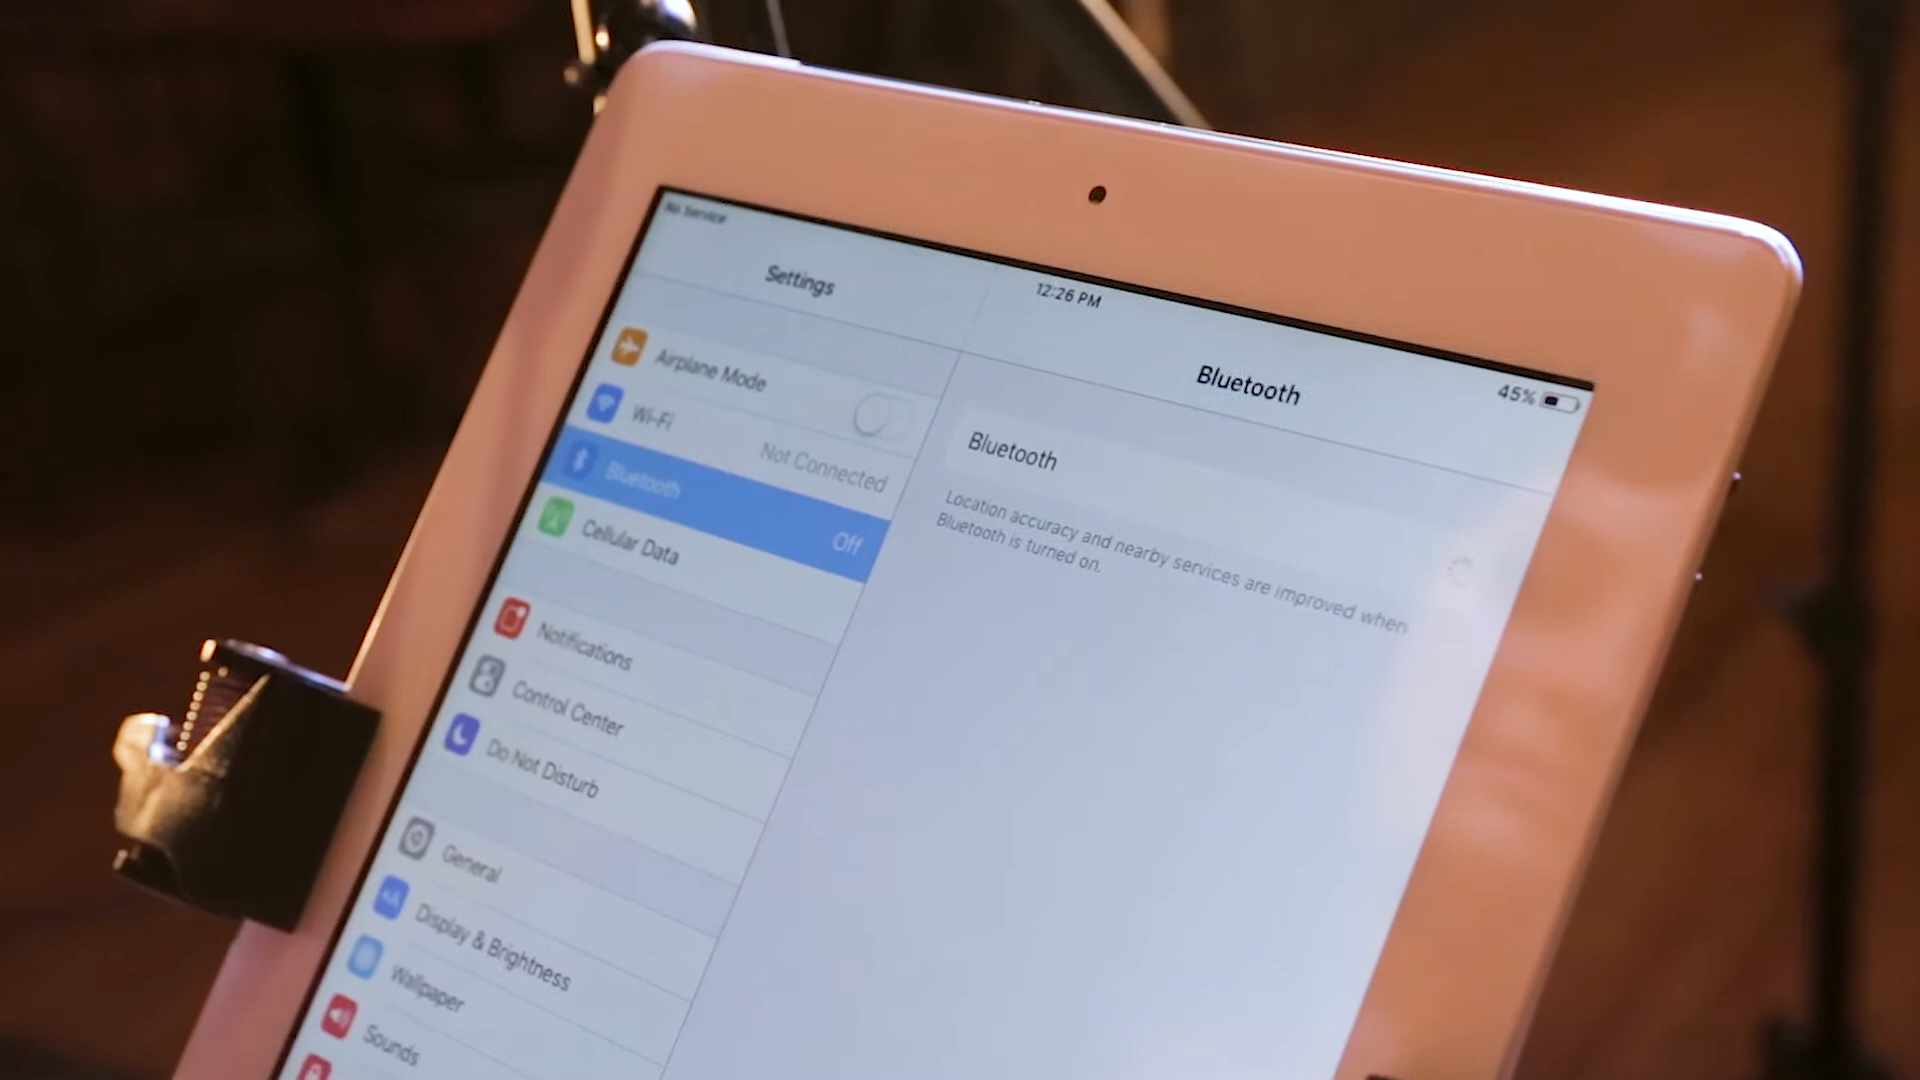 No Service
12:26 PM
45%
Settings
Airplane Mode
Wi-Fi
Not Connected
Bluetooth
Off
Cellular Data
Notifications
Control Center
Do Not Disturb
General
Display & Brightness
Wallpaper
Sounds
Bluetooth
Bluetooth
Location accuracy and nearby services are improved when
Bluetooth is turned on.